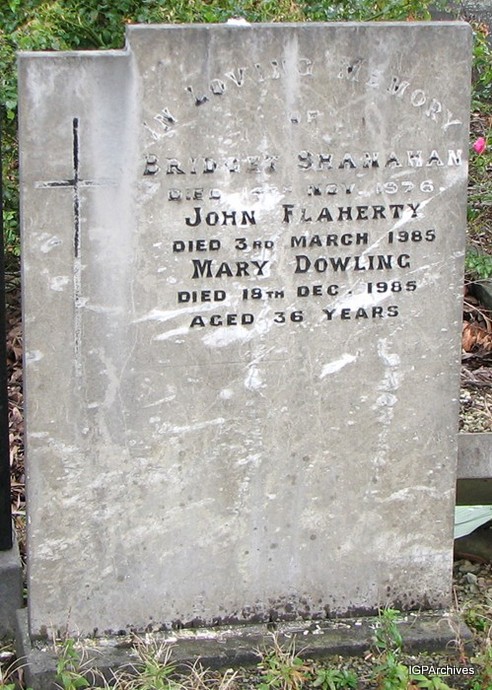 IN LOVING MEMORY
OF
BRIDGET SHANAHAN
DIED NOV. 1976.
JOHN FLAHERTY
DIED 3RD MARCH 1985
MARY DOWLING
DIED 18TH DEC. 1985
AGED 36 YEARS
IGPArchives